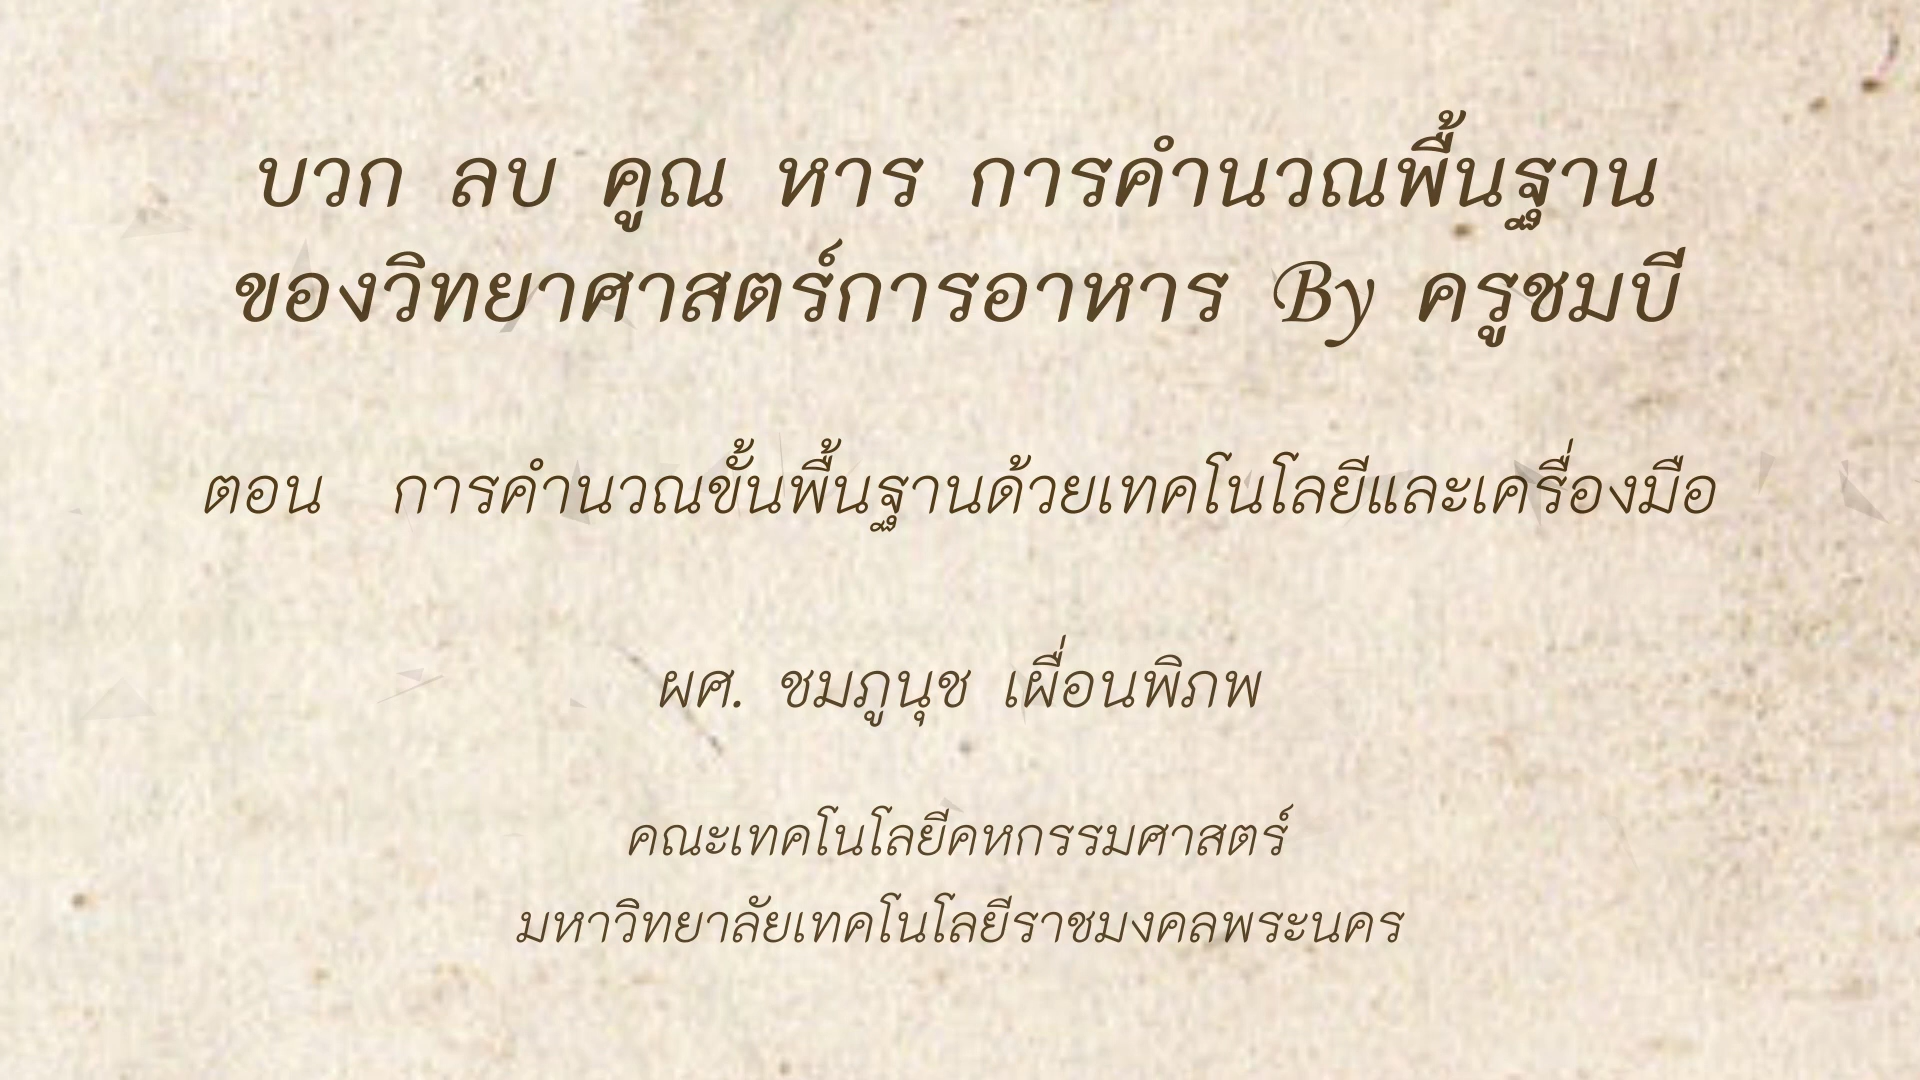 บวก ลบ คูณ หาร การคำนวณพื้นฐาน
ของวิทยาศาสตร์การอาหาร By ครูชมบี
ตอน การคำนวณขั้นพื้นฐานด้วยเทคโนโลยีและเครื่องมือ
ผศ. ชมภูนุช เผื่อนพิภพ
คณะเทคโนโลยีคหกรรมศาสตร์
มหาวิทยาลัยเทคโนโลยีราชมงคลพระนคร